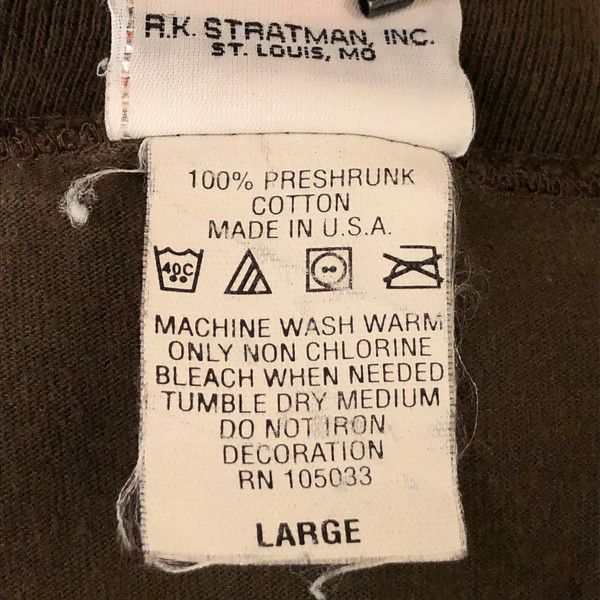 R.K. STRATMAN, INC.
ST. LOUIS, MO
100% PRESHRUNK
COTTON
MADE IN U.S.A.
40C
MACHINE WASH WARM
ONLY NON CHLORINE
BLEACH WHEN NEEDED
TUMBLE DRY MEDIUM
DO NOT IRON
DECORATION
RN 105033
LARGE